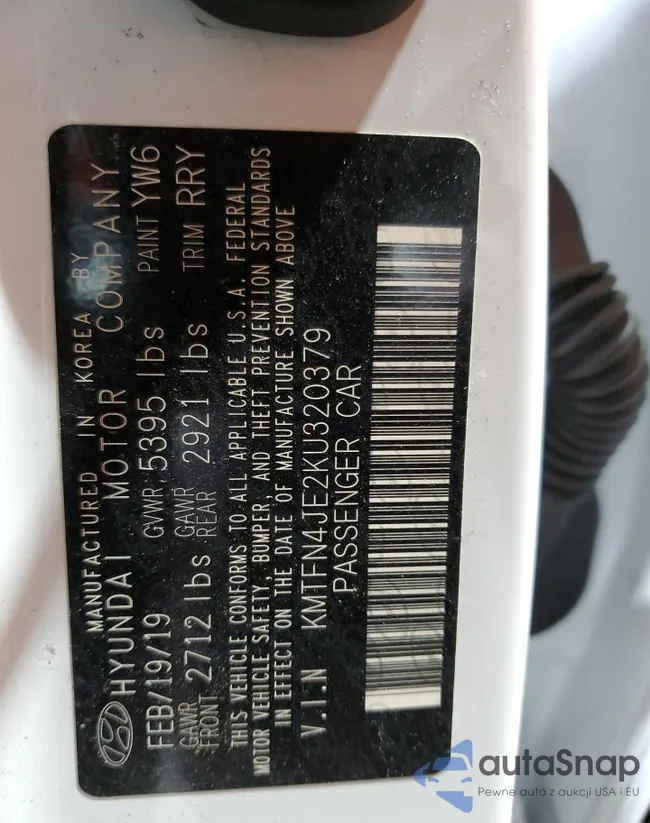 MANUFACTURED IN KOREA BY
HYUNDAI MOTOR COMPANY
FEB/19/19 GVWR 5395 lbs PAINT YW6
GAWR FRONT 2712 lbs GAWR REAR 2921 lbs TRIM RRY
THIS VEHICLE CONFORMS TO ALL APPLICABLE U.S.A. FEDERAL
MOTOR VEHICLE SAFETY, BUMPER, AND THEFT PREVENTION STANDARDS
IN EFFECT ON THE DATE OF MANUFACTURE SHOWN ABOVE
V.I.N KMTFN4JE2KU320379
PASSENGER CAR
autaSnap
Pewne auta z aukcji USA i EU